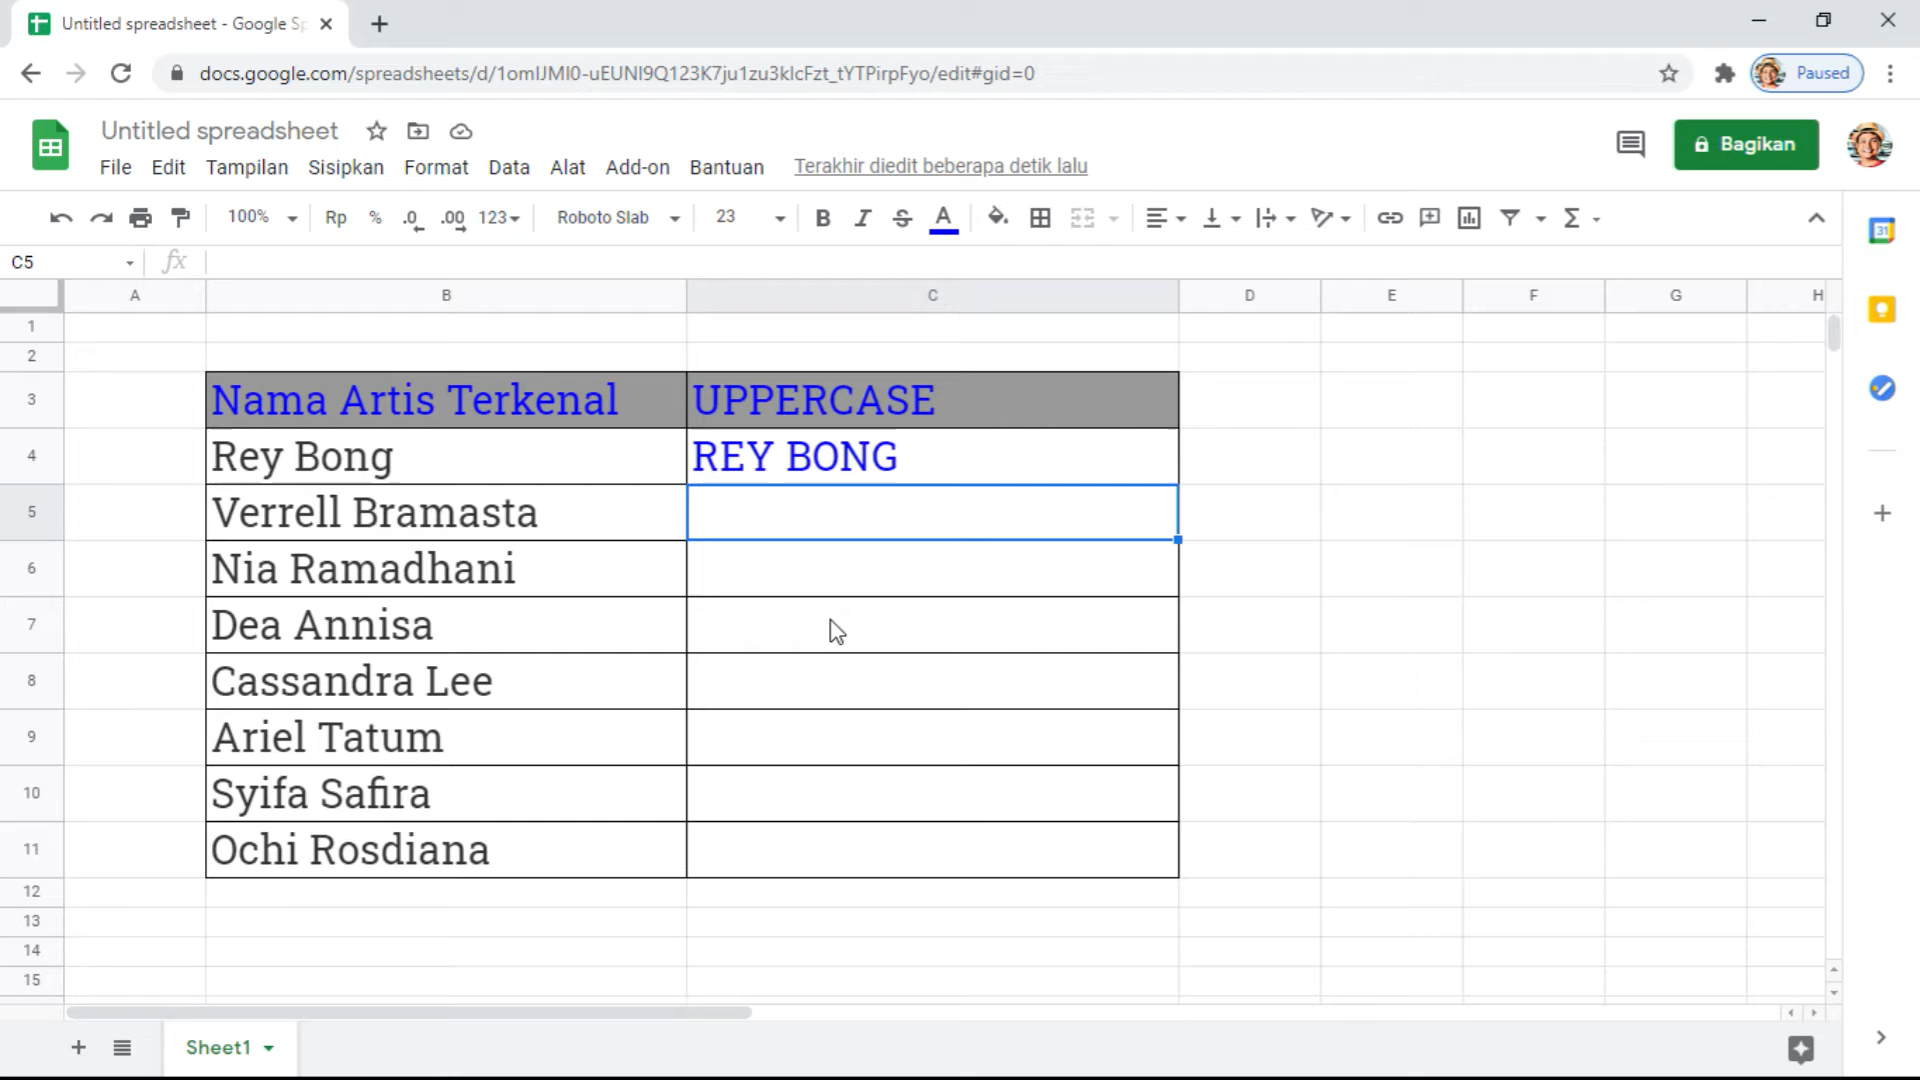 Untitled spreadsheet - Google Sp
docs.google.com/spreadsheets/d/1omIJMI0-uEUNI9Q123K7ju1zu3klcFzt_tYTPirpFyo/edit#gid=0
Paused
Untitled spreadsheet
File Edit Tampilan Sisipkan Format Data Alat Add-on Bantuan Terakhir diedit beberapa detik lalu
Bagikan
100% Rp % .0 .00 123 Roboto Slab 23 B I S A Σ
31
C5 fx
A B C D E F G H
1
2
3 Nama Artis Terkenal UPPERCASE
4 Rey Bong REY BONG
5 Verrell Bramasta
6 Nia Ramadhani
7 Dea Annisa
8 Cassandra Lee
9 Ariel Tatum
10 Syifa Safira
11 Ochi Rosdiana
12
13
14
15
Sheet1